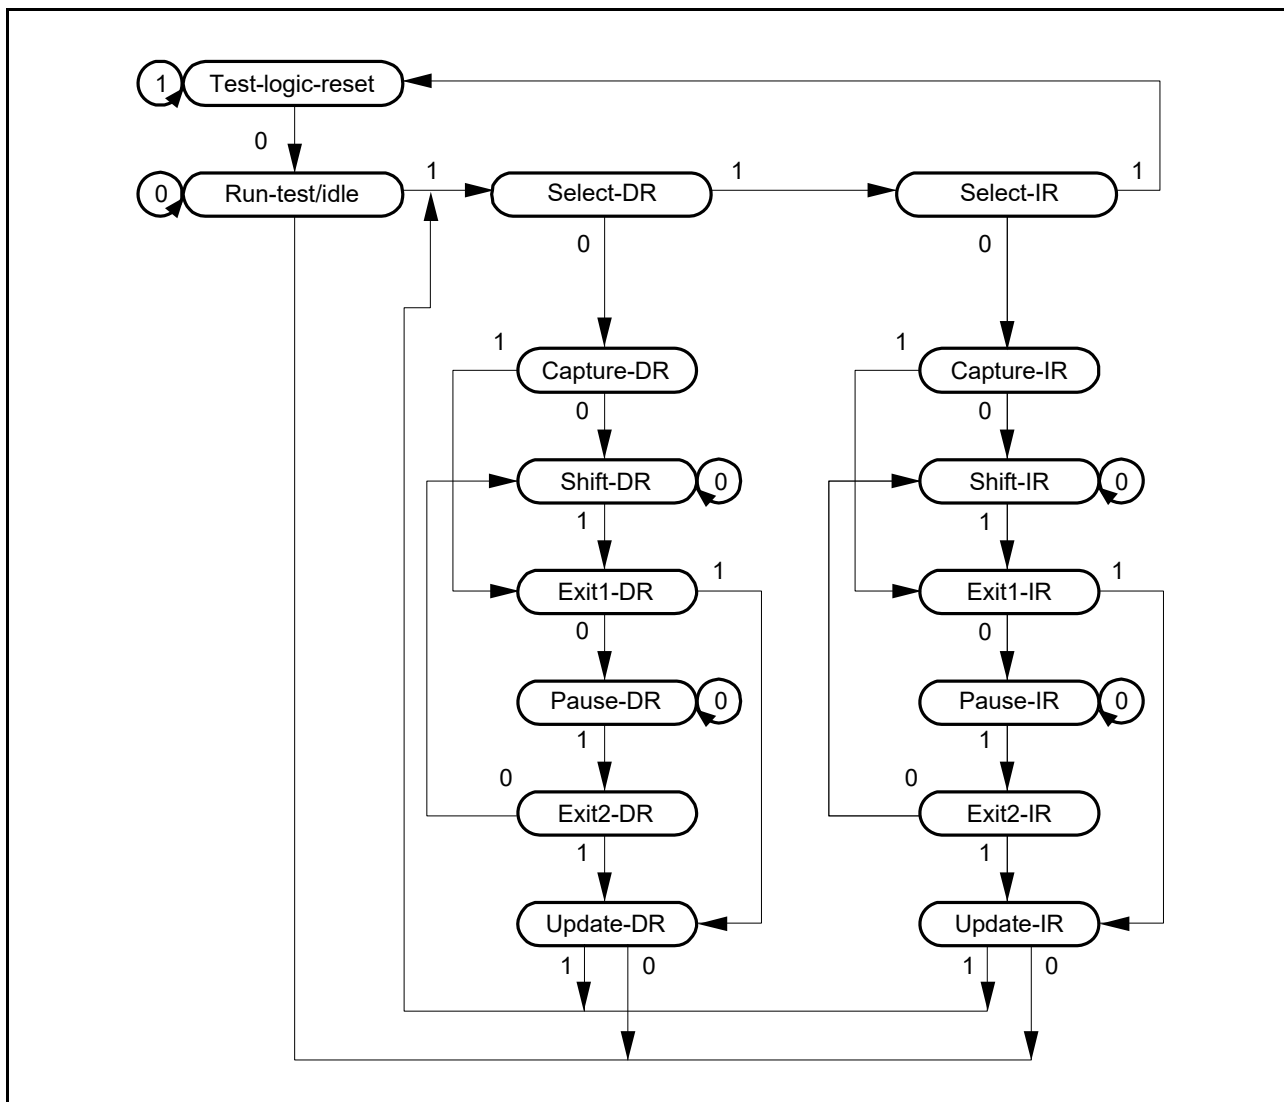 1 Test-logic-reset
0
0 Run-test/idle 1 Select-DR 1 Select-IR 1
0 0
1 1
Capture-DR Capture-IR
0 0
Shift-DR 0 Shift-IR 0
1 1
Exit1-DR 1 Exit1-IR 1
0 0
Pause-DR 0 Pause-IR 0
1 1
0 0
Exit2-DR Exit2-IR
1 1
Update-DR Update-IR
1 0 1 0